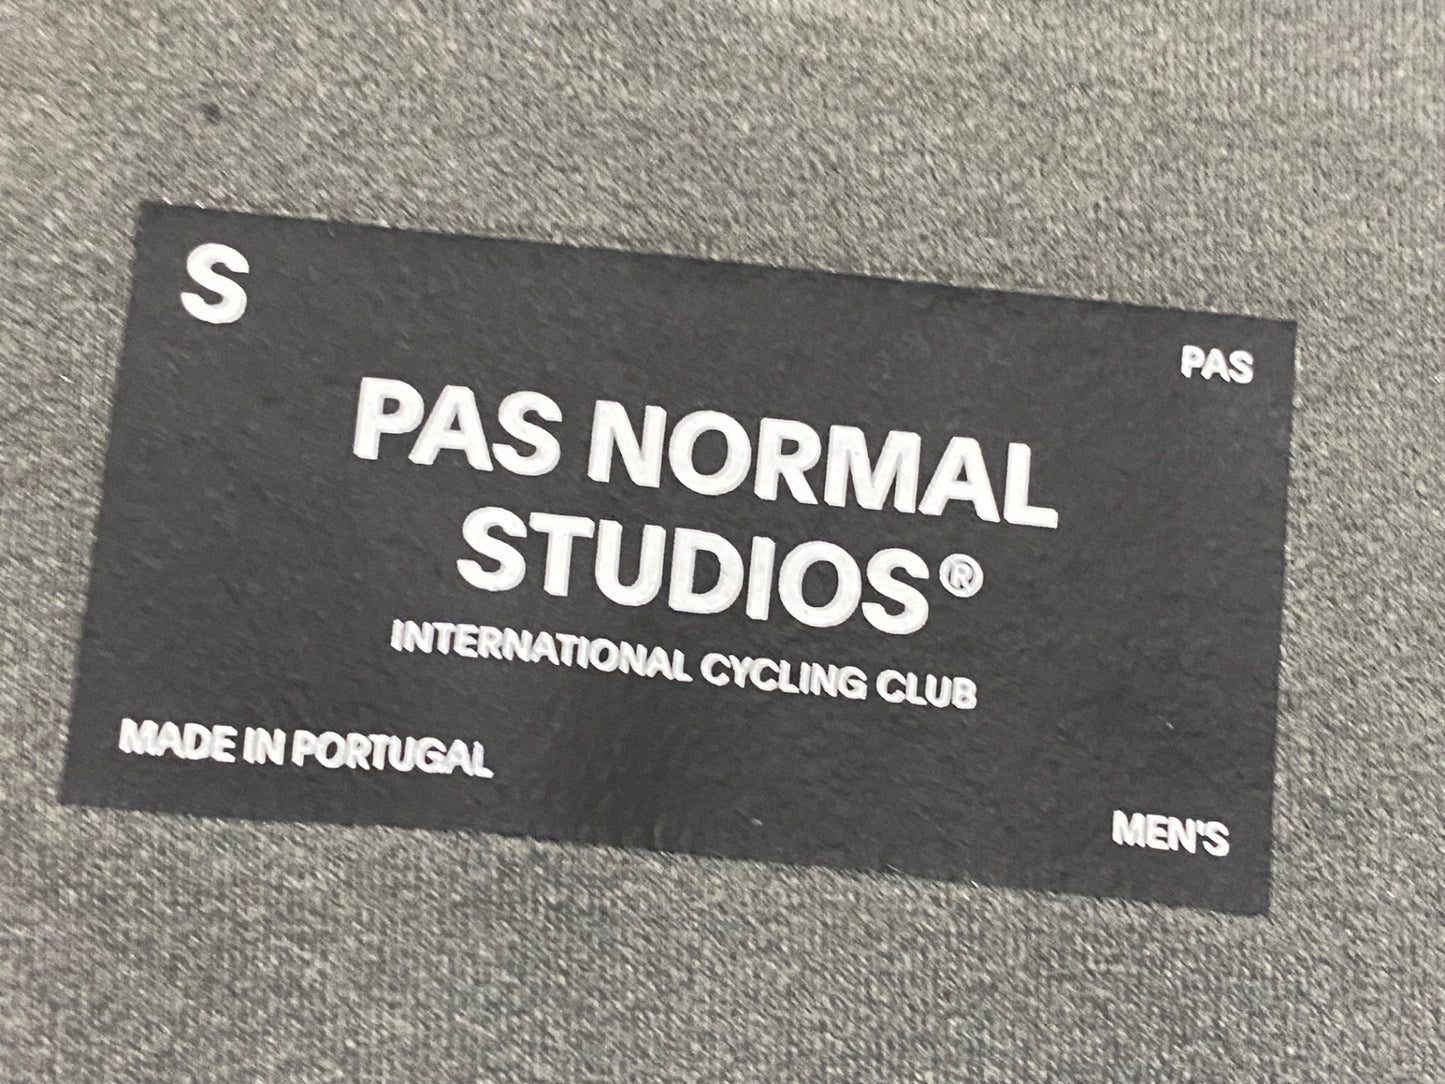 S
PAS
PAS NORMAL
STUDIOS®
INTERNATIONAL CYCLING CLUB
MADE IN PORTUGAL
MEN'S